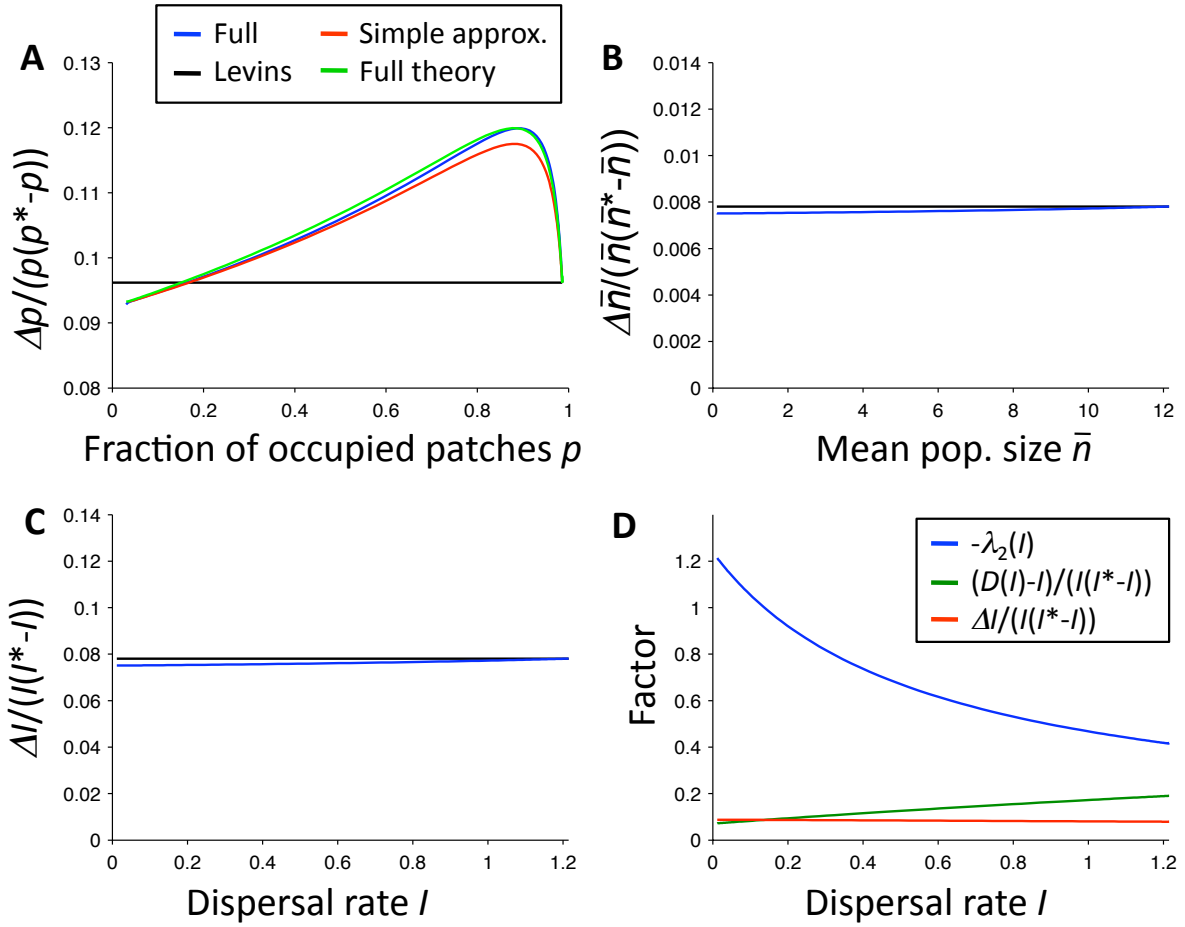 Full
Simple approx.
Levins
Full theory
A
0.13
0.12
0.11
0.1
0.09
0.08
0
0.2
0.4
0.6
0.8
1
Δp/(p(p*-p))
Fraction of occupied patches p
B
0.014
0.012
0.01
0.008
0.006
0.004
0.002
0
0
2
4
6
8
10
12
Δn̄/(n̄(n̄*-n̄))
Mean pop. size n̄
C
0.14
0.12
0.1
0.08
0.06
0.04
0.02
0
0
0.2
0.4
0.6
0.8
1
1.2
ΔI/(I(I*-I))
Dispersal rate I
D
-λ₂(I)
(D(I)-I)/(I(I*-I))
ΔI/(I(I*-I))
1.2
1
0.8
0.6
0.4
0.2
0
0
0.2
0.4
0.6
0.8
1
1.2
Factor
Dispersal rate I